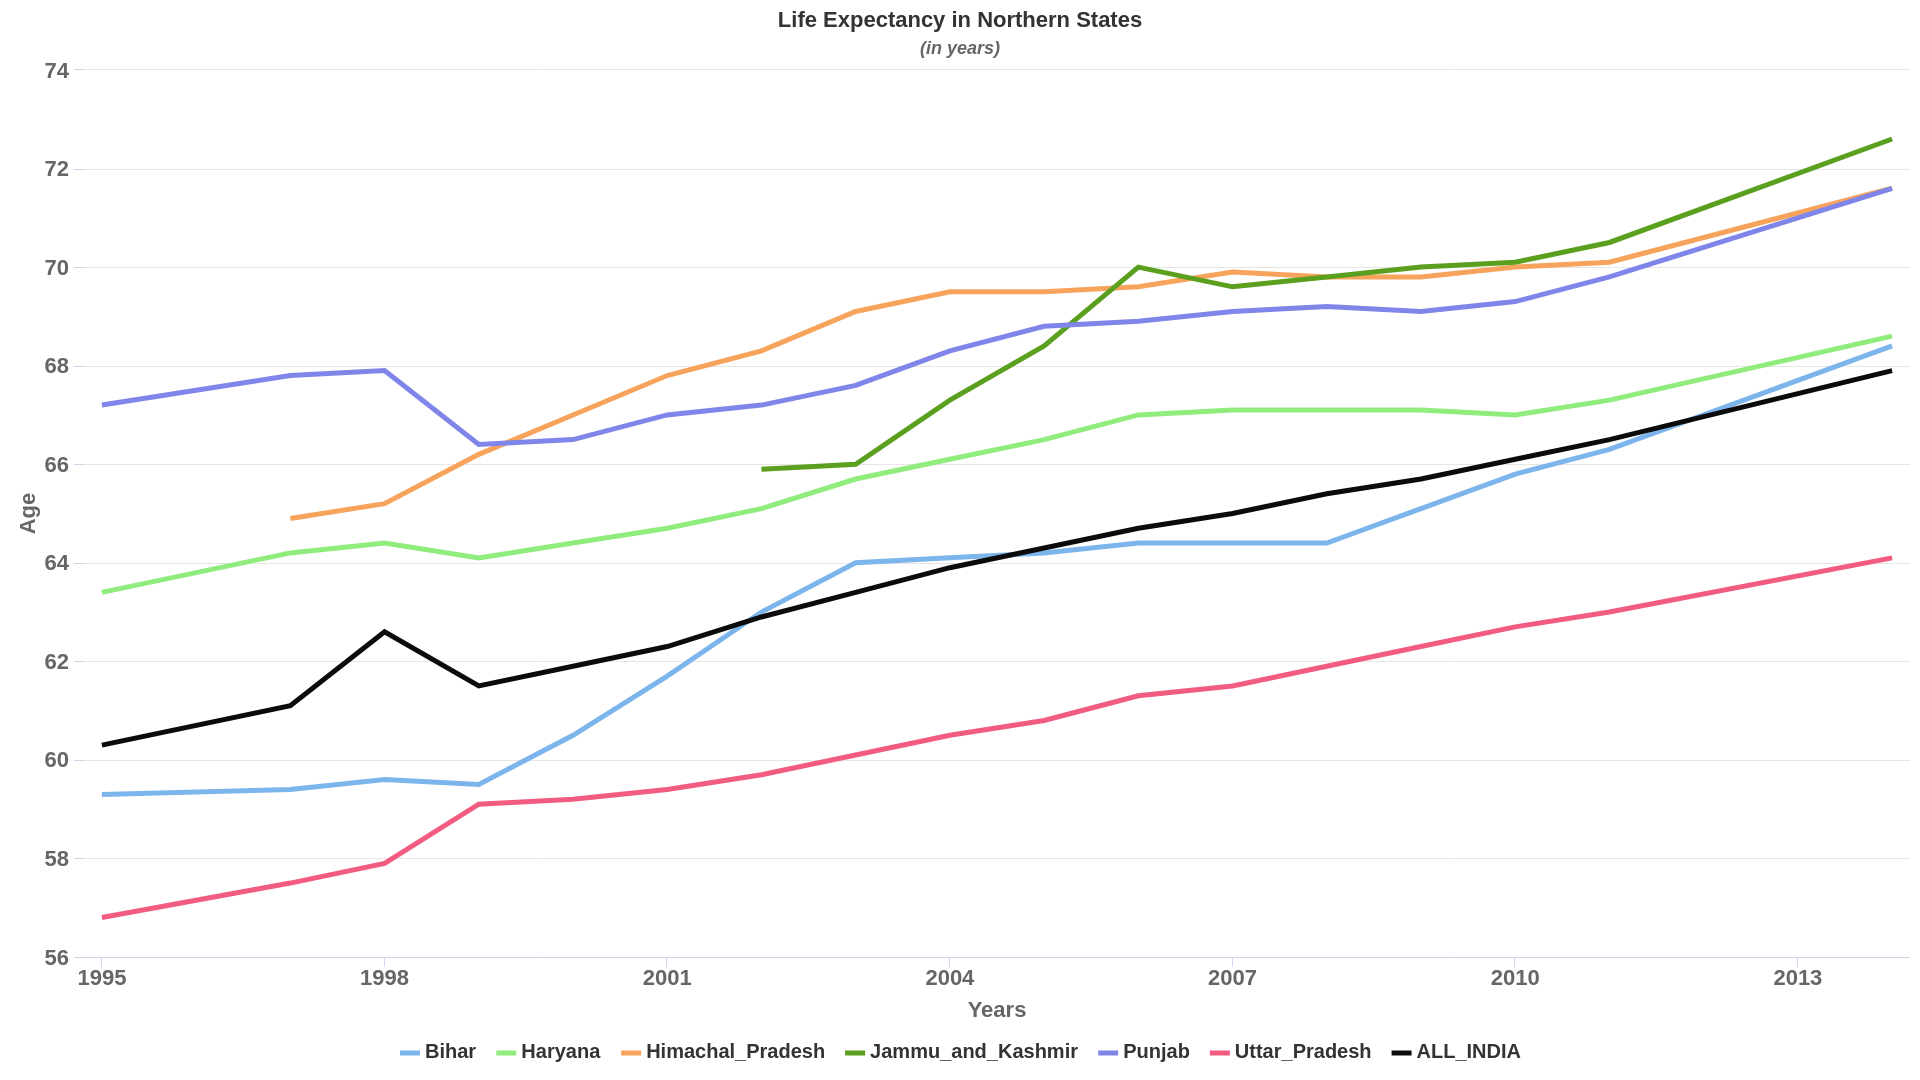 Life Expectancy in Northern States
(in years)
74
72
70
68
66
64
62
60
58
56
Age
1995 1998 2001 2004 2007 2010 2013
Years
Bihar Haryana Himachal_Pradesh Jammu_and_Kashmir Punjab Uttar_Pradesh ALL_INDIA